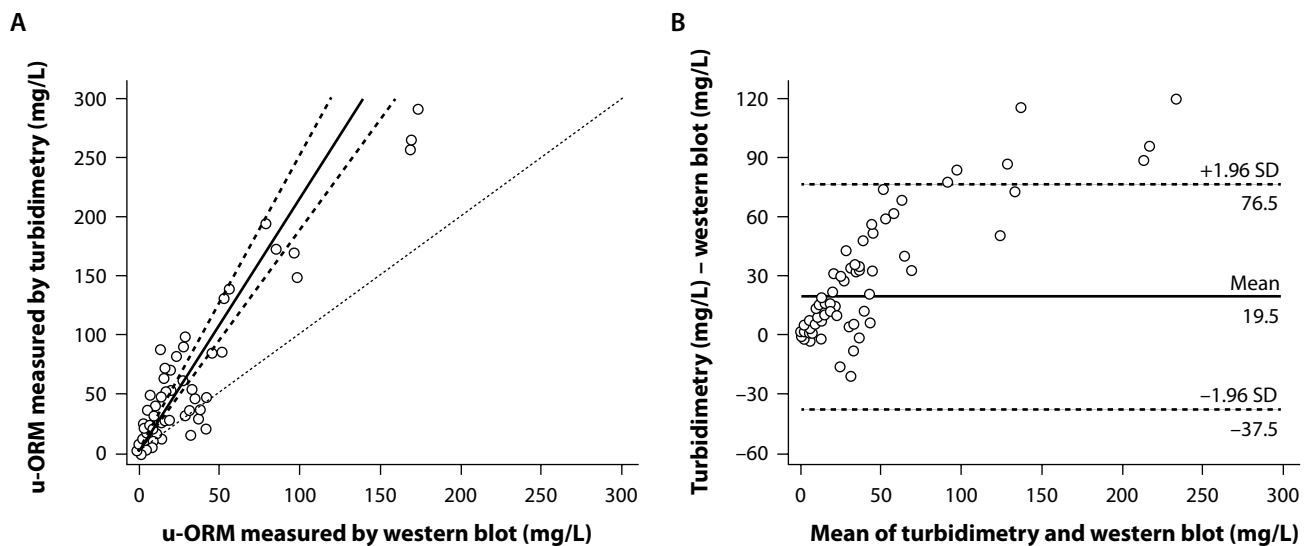 A
u-ORM measured by turbidimetry (mg/L)
300
250
200
150
100
50
0
0 50 100 150 200 250 300
u-ORM measured by western blot (mg/L)
B
Turbidimetry (mg/L) – western blot (mg/L)
120
90
60
30
0
–30
–60
+1.96 SD
76.5
Mean
19.5
–1.96 SD
–37.5
0 50 100 150 200 250 300
Mean of turbidimetry and western blot (mg/L)